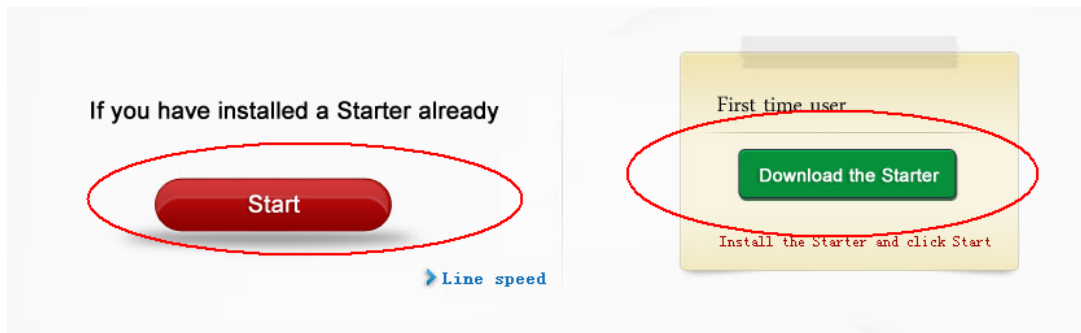 If you have installed a Starter already
Start
Line speed
First time user
Download the Starter
Install the Starter and click Start